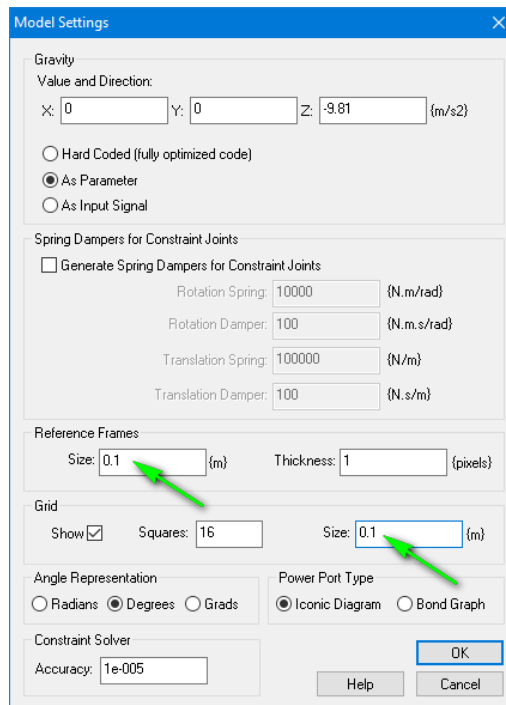 Model Settings
Gravity
Value and Direction:
X: 0 Y: 0 Z: -9.81 {m/s2}
Hard Coded (fully optimized code)
As Parameter
As Input Signal
Spring Dampers for Constraint Joints
Generate Spring Dampers for Constraint Joints
Rotation Spring: 10000 {N.m/rad}
Rotation Damper: 100 {N.m.s/rad}
Translation Spring: 100000 {N/m}
Translation Damper: 100 {N.s/m}
Reference Frames
Size: 0.1 {m} Thickness: 1 {pixels}
Grid
Show Squares: 16 Size: 0.1 {m}
Angle Representation Power Port Type
Radians Degrees Grads Iconic Diagram Bond Graph
Constraint Solver
Accuracy: 1e-005
OK
Help Cancel